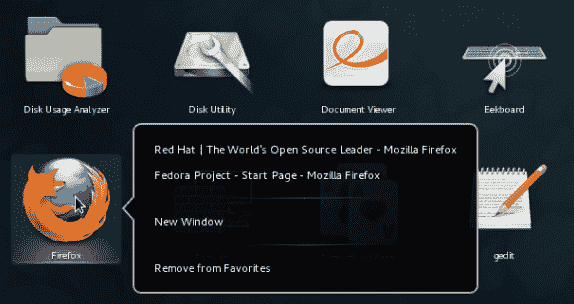 Disk Usage Analyzer
Disk Utility
Document Viewer
Eekboard
Red Hat | The World's Open Source Leader - Mozilla Firefox
Fedora Project - Start Page - Mozilla Firefox
New Window
Remove from Favorites
Firefox
gedit